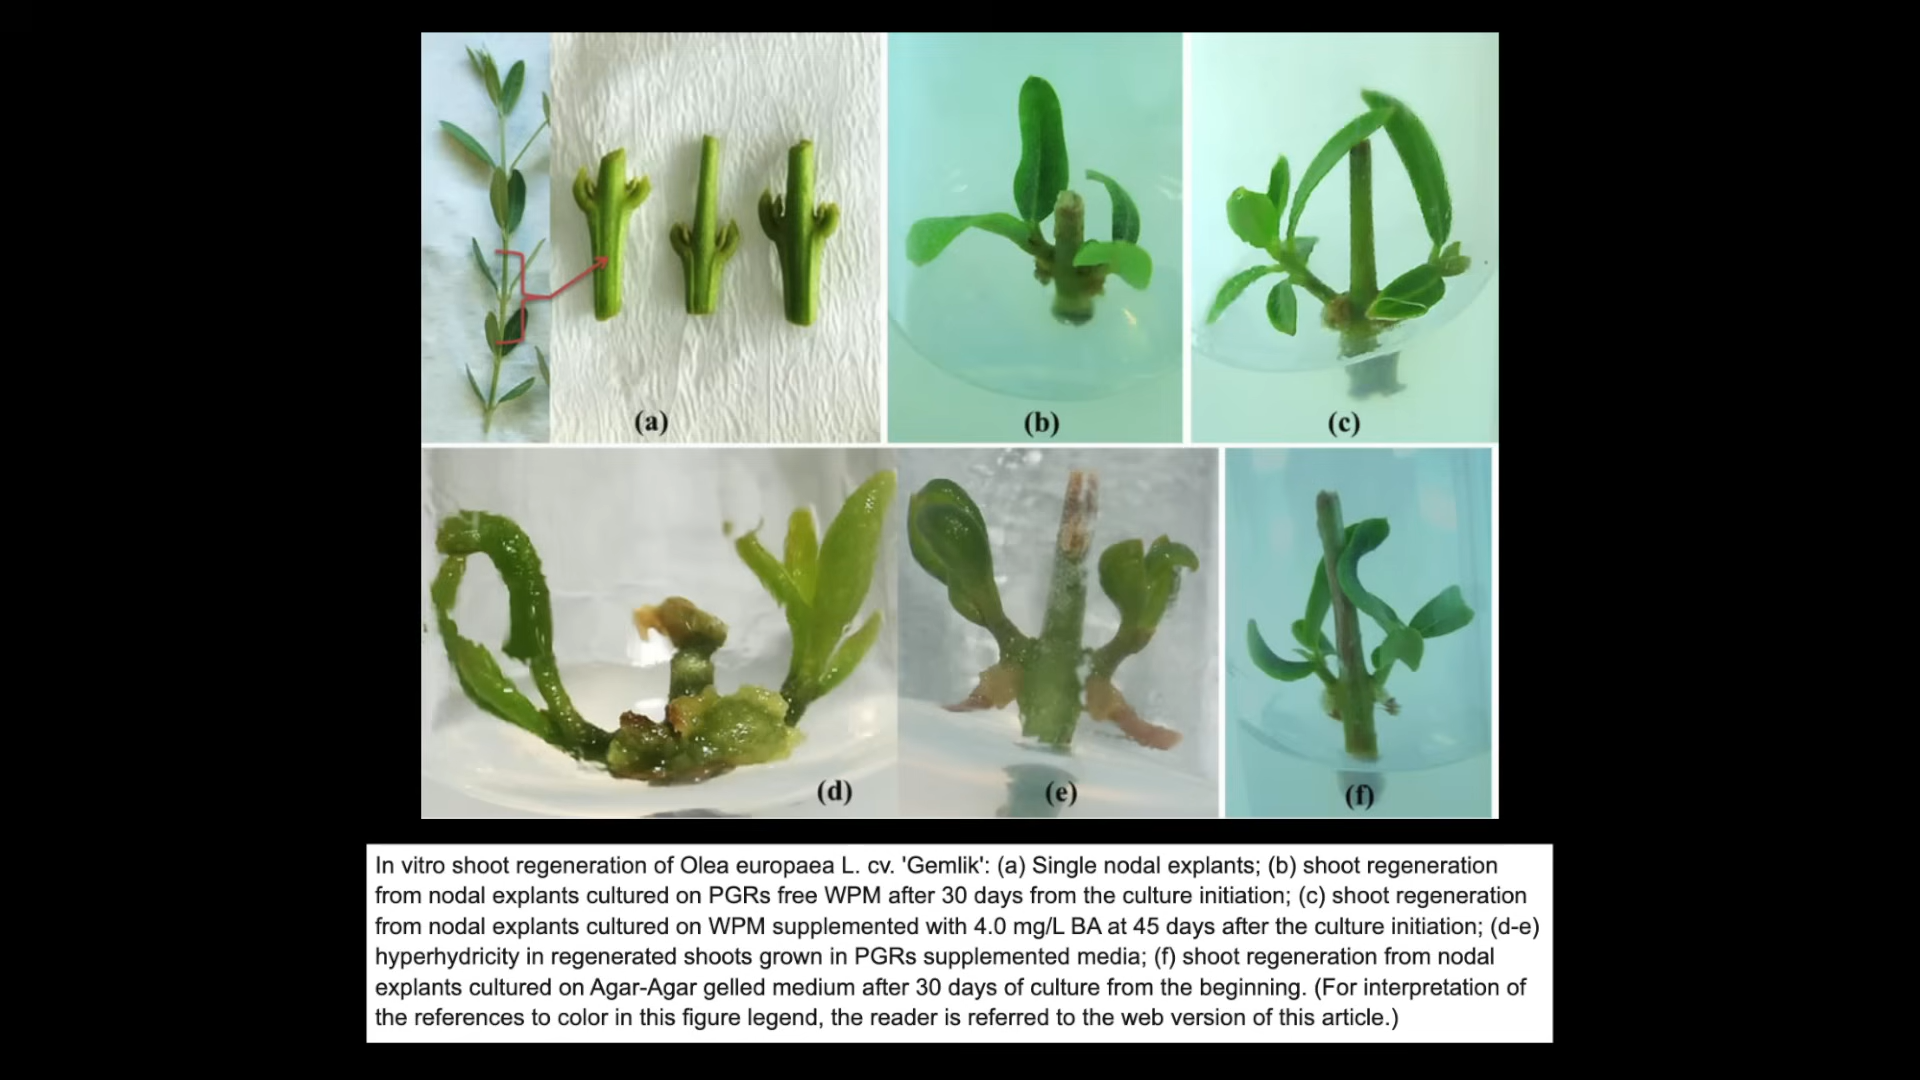 (a)
(b)
(c)
(d)
(e)
(f)
In vitro shoot regeneration of Olea europaea L. cv. 'Gemlik': (a) Single nodal explants; (b) shoot regeneration
from nodal explants cultured on PGRs free WPM after 30 days from the culture initiation; (c) shoot regeneration
from nodal explants cultured on WPM supplemented with 4.0 mg/L BA at 45 days after the culture initiation; (d-e)
hyperhydricity in regenerated shoots grown in PGRs supplemented media; (f) shoot regeneration from nodal
explants cultured on Agar-Agar gelled medium after 30 days of culture from the beginning. (For interpretation of
the references to color in this figure legend, the reader is referred to the web version of this article.)